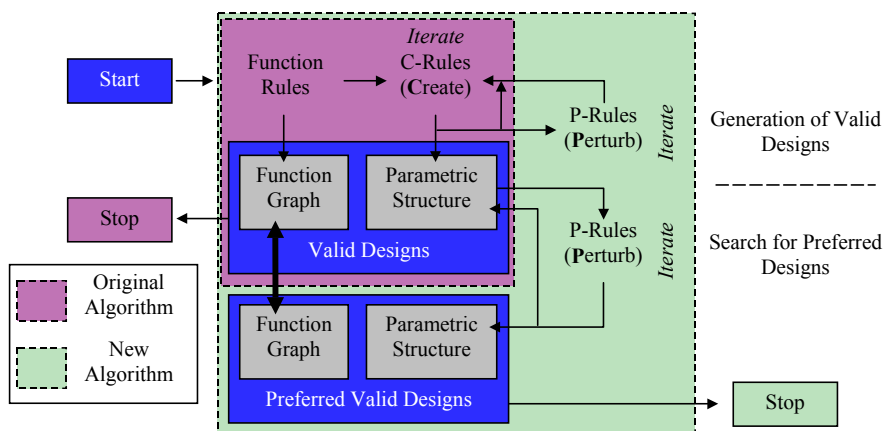 Start
Function
Rules
Iterate
C-Rules
(Create)
P-Rules
(Perturb)
Iterate
Generation of Valid
Designs
Function
Graph
Parametric
Structure
Valid Designs
Stop
P-Rules
(Perturb)
Iterate
Search for Preferred
Designs
Original
Algorithm
New
Algorithm
Function
Graph
Parametric
Structure
Preferred Valid Designs
Stop